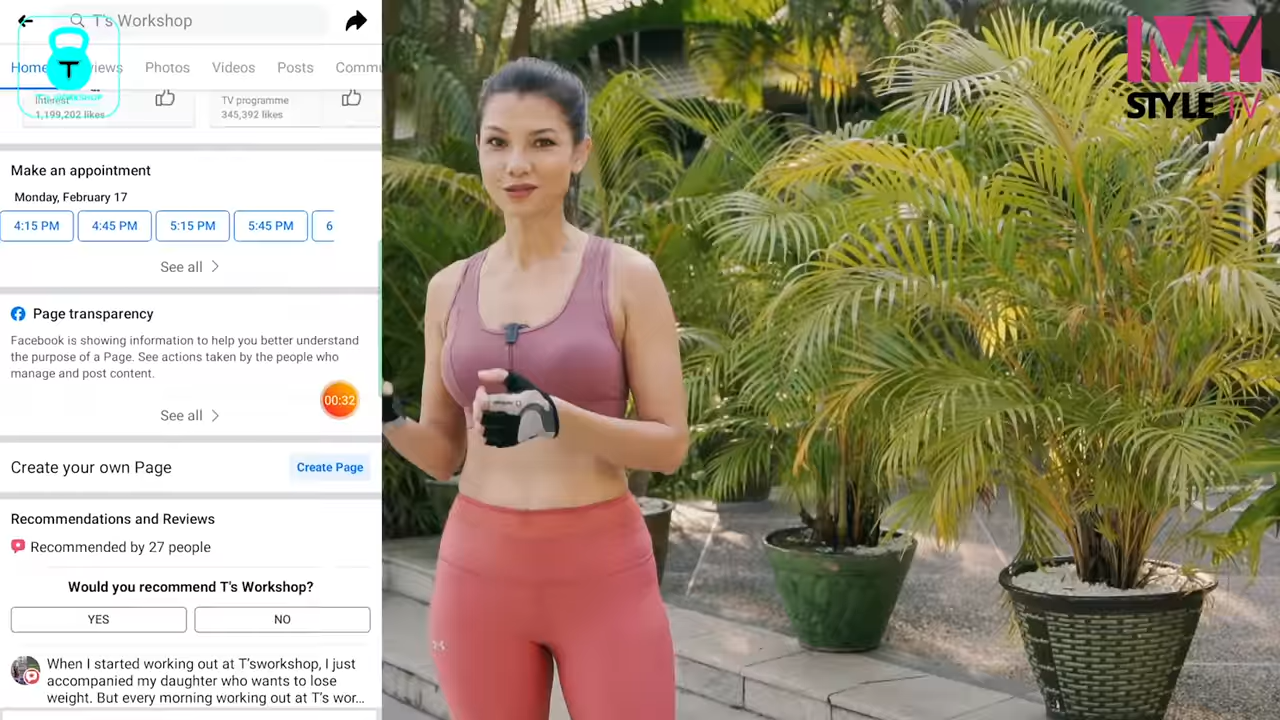 T's Workshop
Home
views
Photos
Videos
Posts
Commu
T
Interest
1,199,202 likes
TV programme
345,392 likes
Make an appointment
Monday, February 17
4:15 PM
4:45 PM
5:15 PM
5:45 PM
6
See all
Page transparency
Facebook is showing information to help you better understand
the purpose of a Page. See actions taken by the people who
manage and post content.
00:32
See all
Create your own Page
Create Page
Recommendations and Reviews
Recommended by 27 people
Would you recommend T's Workshop?
YES
NO
When I started working out at T'sworkshop, I just
accompanied my daughter who wants to lose
weight. But every morning working out at T's wor...
MY
STYLE TV